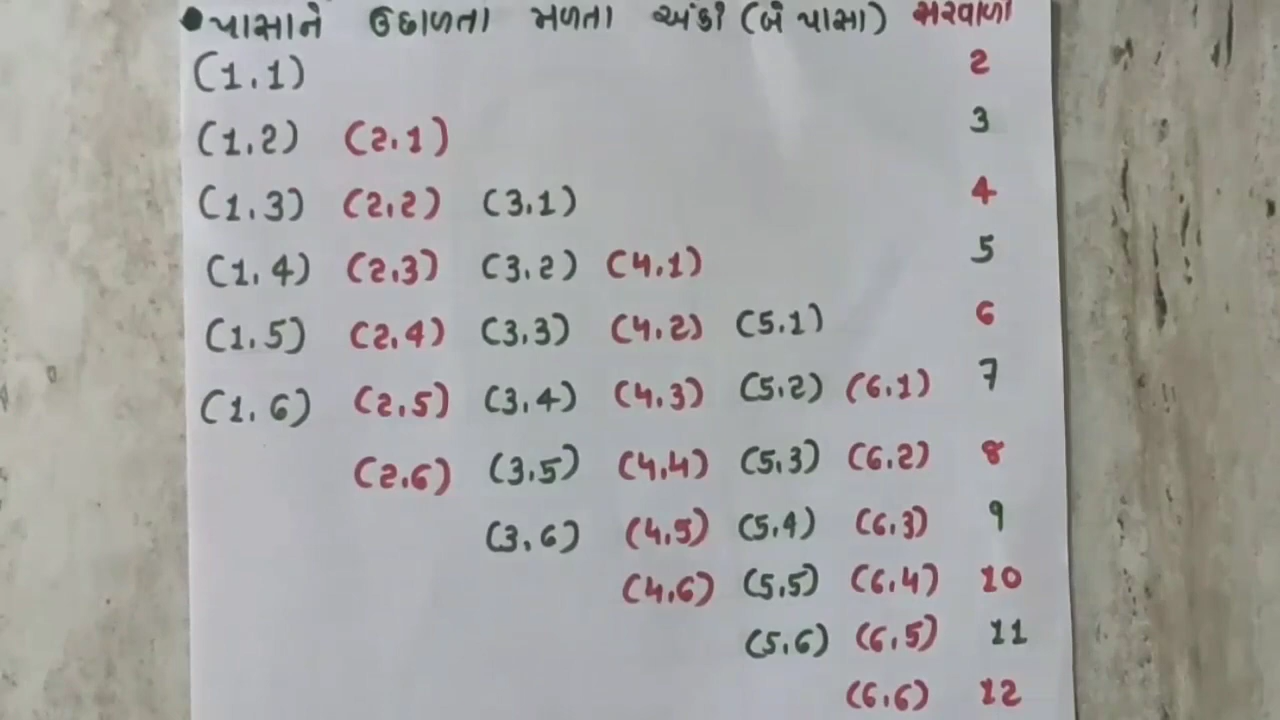 ● પાસાને ઉછાળતા મળતા અંકો (બે પાસા) સરવાળા
(1,1) 2
(1,2) (2,1) 3
(1,3) (2,2) (3,1) 4
(1,4) (2,3) (3,2) (4,1) 5
(1,5) (2,4) (3,3) (4,2) (5,1) 6
(1,6) (2,5) (3,4) (4,3) (5,2) (6,1) 7
(2,6) (3,5) (4,4) (5,3) (6,2) 8
(3,6) (4,5) (5,4) (6,3) 9
(4,6) (5,5) (6,4) 10
(5,6) (6,5) 11
(6,6) 12